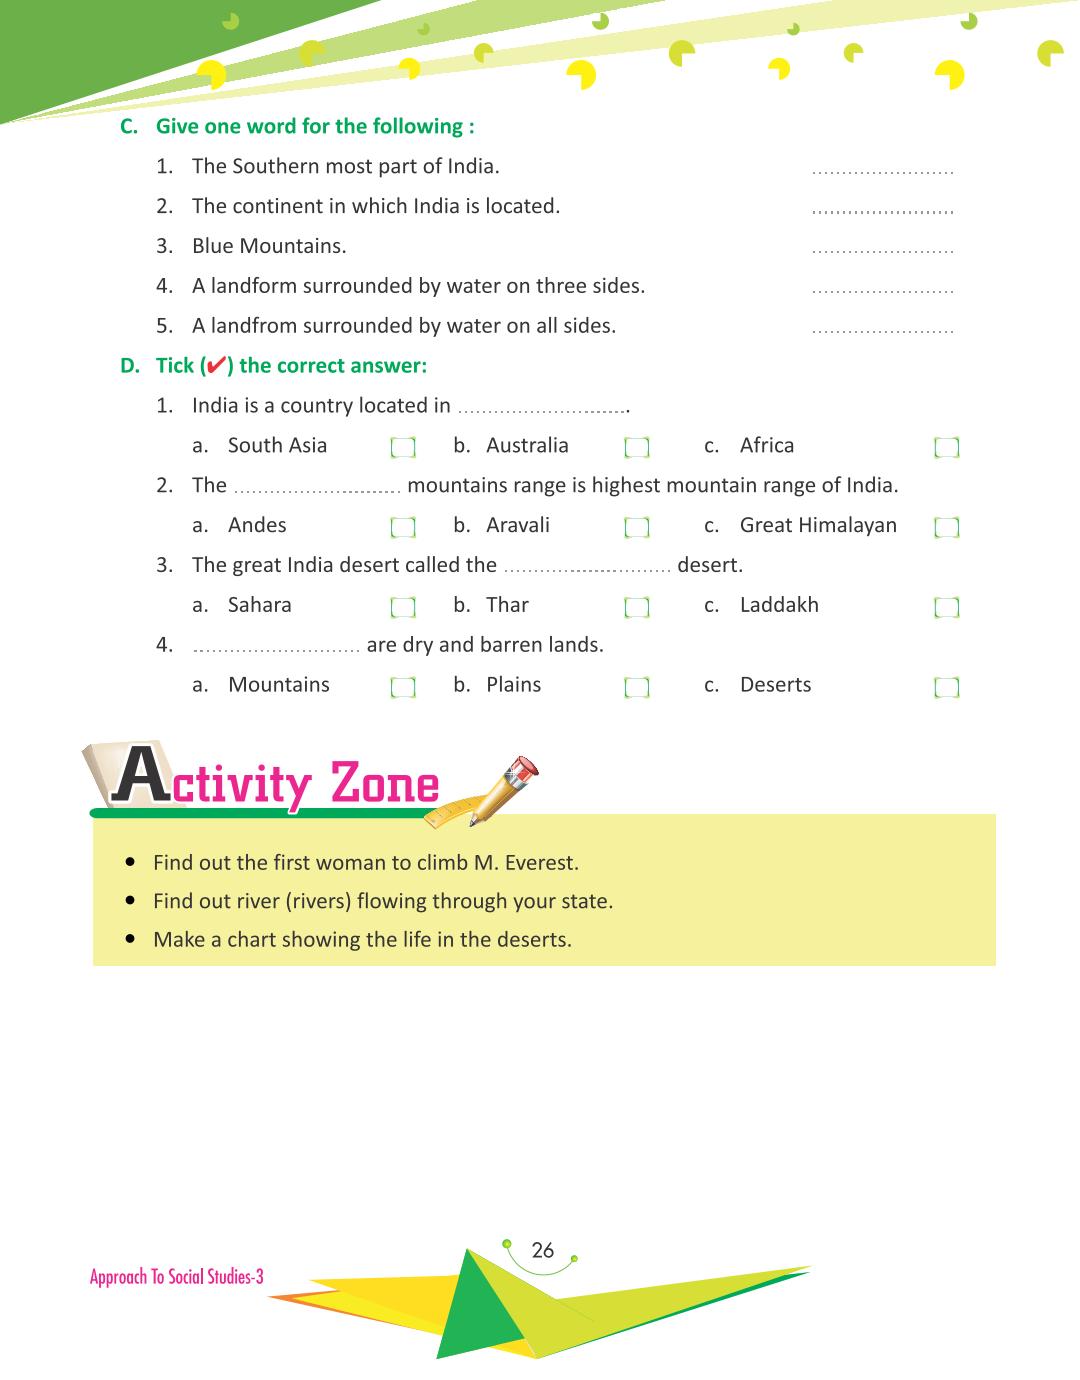 C. Give one word for the following :
1. The Southern most part of India. ........................
2. The continent in which India is located. ........................
3. Blue Mountains. ........................
4. A landform surrounded by water on three sides. ........................
5. A landfrom surrounded by water on all sides. ........................
D. Tick (✔) the correct answer:
1. India is a country located in ............................
a. South Asia b. Australia c. Africa
2. The ............................ mountains range is highest mountain range of India.
a. Andes b. Aravali c. Great Himalayan
3. The great India desert called the ............................ desert.
a. Sahara b. Thar c. Laddakh
4. ............................ are dry and barren lands.
a. Mountains b. Plains c. Deserts
Activity Zone
• Find out the first woman to climb M. Everest.
• Find out river (rivers) flowing through your state.
• Make a chart showing the life in the deserts.
26
Approach To Social Studies-3